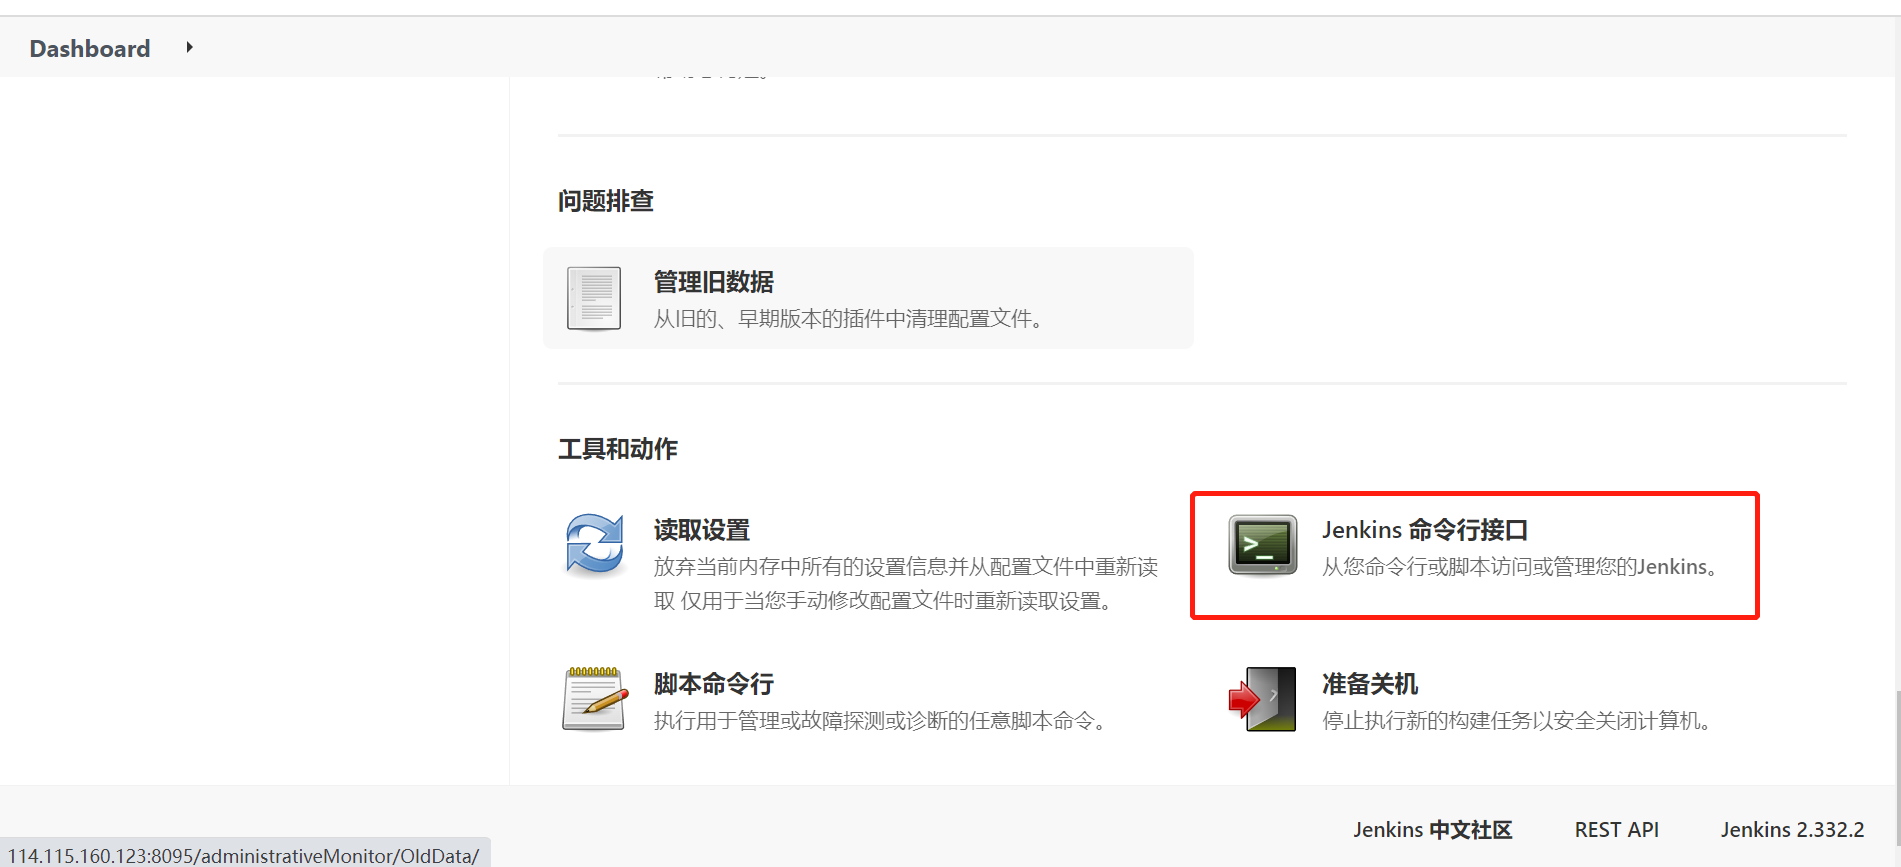 Dashboard
问题排查
管理旧数据
从旧的、早期版本的插件中清理配置文件。
工具和动作
读取设置
放弃当前内存中所有的设置信息并从配置文件中重新读
取 仅用于当您手动修改配置文件时重新读取设置。
Jenkins 命令行接口
从您命令行或脚本访问或管理您的Jenkins。
脚本命令行
执行用于管理或故障探测或诊断的任意脚本命令。
准备关机
停止执行新的构建任务以安全关闭计算机。
Jenkins 中文社区
REST API
Jenkins 2.332.2
114.115.160.123:8095/administrativeMonitor/OldData/